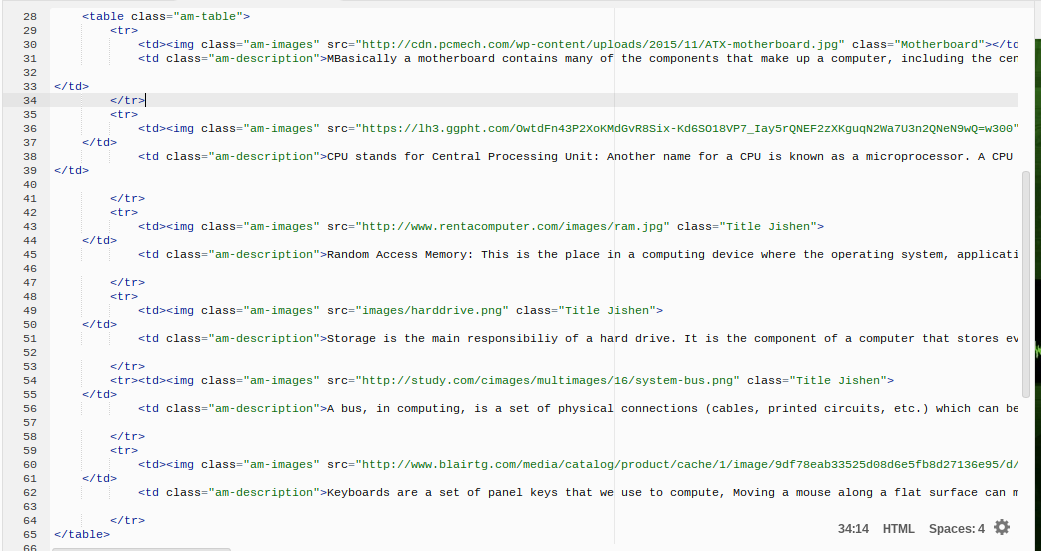 28 <table class="am-table">
29 <tr>
30 <td><img class="am-images" src="http://cdn.pcmech.com/wp-content/uploads/2015/11/ATX-motherboard.jpg" class="Motherboard"></td
31 <td class="am-description">MBasically a motherboard contains many of the components that make up a computer, including the cen
32
33 </td>
34 </tr>
35 <tr>
36 <td><img class="am-images" src="https://lh3.ggpht.com/OwtdFn43P2XoKMdGvR8Six-Kd6SO18VP7_Iay5rQNEF2zXKguqN2Wa7U3n2QNeN9wQ=w300"
37 </td>
38 <td class="am-description">CPU stands for Central Processing Unit: Another name for a CPU is known as a microprocessor. A CPU
39 </td>
40
41 </tr>
42 <tr>
43 <td><img class="am-images" src="http://www.rentacomputer.com/images/ram.jpg" class="Title Jishen">
44 </td>
45 <td class="am-description">Random Access Memory: This is the place in a computing device where the operating system, applicati
46
47 </tr>
48 <tr>
49 <td><img class="am-images" src="images/harddrive.png" class="Title Jishen">
50 </td>
51 <td class="am-description">Storage is the main responsibiliy of a hard drive. It is the component of a computer that stores ev
52
53 </tr>
54 <tr><td><img class="am-images" src="http://study.com/cimages/multimages/16/system-bus.png" class="Title Jishen">
55 </td>
56 <td class="am-description">A bus, in computing, is a set of physical connections (cables, printed circuits, etc.) which can be
57
58 </tr>
59 <tr>
60 <td><img class="am-images" src="http://www.blairtg.com/media/catalog/product/cache/1/image/9df78eab33525d08d6e5fb8d27136e95/d/
61 </td>
62 <td class="am-description">Keyboards are a set of panel keys that we use to compute, Moving a mouse along a flat surface can m
63
64 </tr>
65 </table>
66
34:14 HTML Spaces: 4